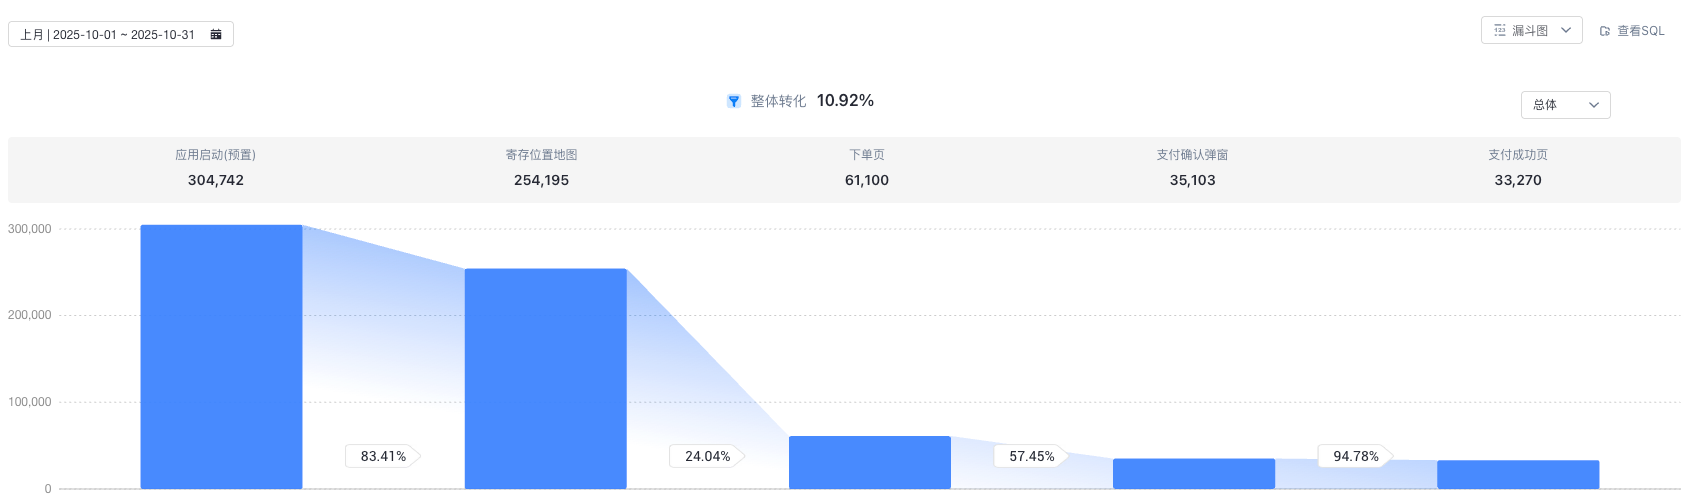 上月 | 2025-10-01 ~ 2025-10-31
漏斗图
查看SQL
整体转化 10.92%
总体
应用启动(预置) 寄存位置地图 下单页 支付确认弹窗 支付成功页
304,742 254,195 61,100 35,103 33,270
300,000
200,000
100,000
83.41% 24.04% 57.45% 94.78%
0